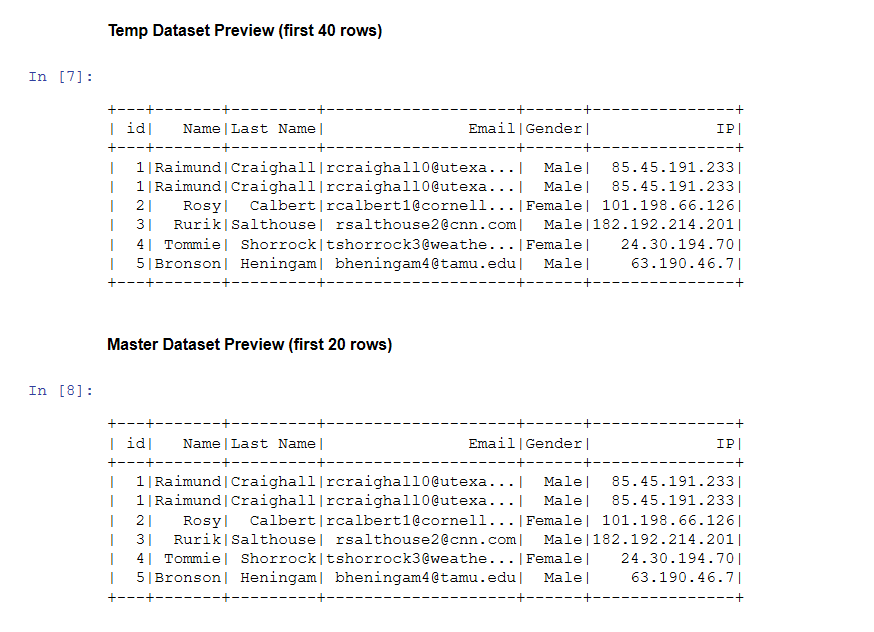 Temp Dataset Preview (first 40 rows)
In [7]:
+---+-------+---------+--------------------+------+---------------+
| id|   Name|Last Name|               Email|Gender|             IP|
+---+-------+---------+--------------------+------+---------------+
|  1|Raimund|Craighall|rcraighall0@utexa...|  Male|  85.45.191.233|
|  1|Raimund|Craighall|rcraighall0@utexa...|  Male|  85.45.191.233|
|  2|   Rosy|  Calbert|rcalbert1@cornell...|Female| 101.198.66.126|
|  3|  Rurik|Salthouse| rsalthouse2@cnn.com|  Male|182.192.214.201|
|  4| Tommie| Shorrock|tshorrock3@weathe...|Female|   24.30.194.70|
|  5|Bronson| Heningam| bheningam4@tamu.edu|  Male|    63.190.46.7|
+---+-------+---------+--------------------+------+---------------+
Master Dataset Preview (first 20 rows)
In [8]:
+---+-------+---------+--------------------+------+---------------+
| id|   Name|Last Name|               Email|Gender|             IP|
+---+-------+---------+--------------------+------+---------------+
|  1|Raimund|Craighall|rcraighall0@utexa...|  Male|  85.45.191.233|
|  1|Raimund|Craighall|rcraighall0@utexa...|  Male|  85.45.191.233|
|  2|   Rosy|  Calbert|rcalbert1@cornell...|Female| 101.198.66.126|
|  3|  Rurik|Salthouse| rsalthouse2@cnn.com|  Male|182.192.214.201|
|  4| Tommie| Shorrock|tshorrock3@weathe...|Female|   24.30.194.70|
|  5|Bronson| Heningam| bheningam4@tamu.edu|  Male|    63.190.46.7|
+---+-------+---------+--------------------+------+---------------+